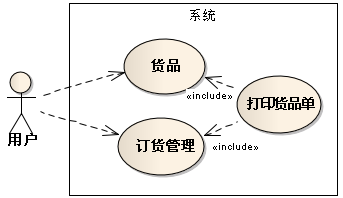 系统
货品
«include»
打印货品单
用户
订货管理
«include»